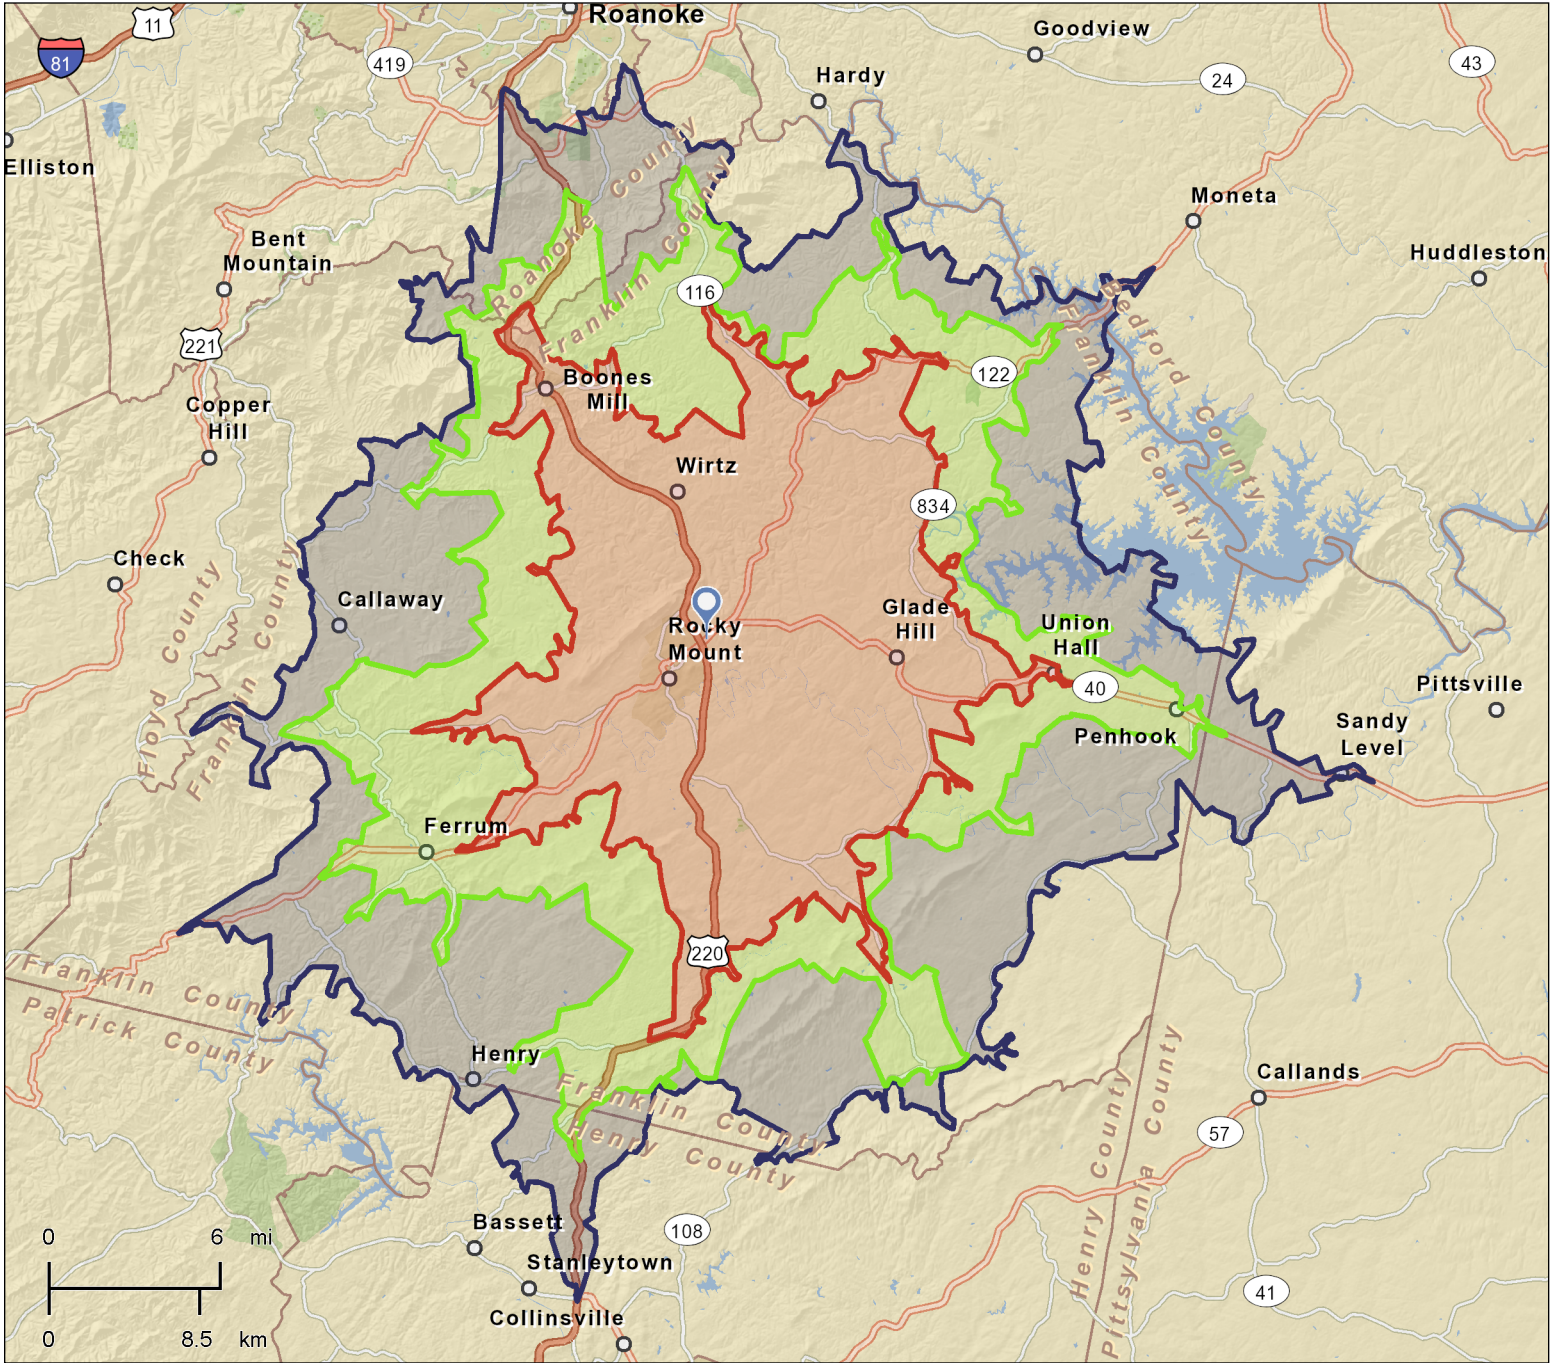 Roanoke
11
Goodview
81
419
43
Hardy
24
Elliston
Roanoke County
Franklin County
Moneta
Bent
Mountain
Huddleston
116
Roanoke County
Franklin County
Bedford County
Franklin County
221
122
Boones
Mill
Copper
Hill
Wirtz
834
Check
Callaway
Glade
Hill
Union
Hall
Rocky
Mount
Floyd County
Franklin County
40
Pittsville
Penhook
Sandy
Level
Ferrum
220
Franklin County
Patrick County
Henry
Callands
Franklin County
Henry County
57
Henry County
Pittsylvania County
Bassett
108
0 6 mi
Stanleytown
41
Collinsville
0 8.5 km